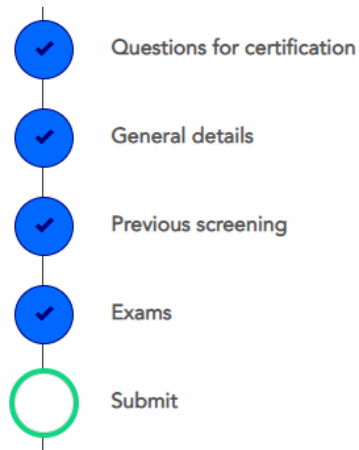 Questions for certification
General details
Previous screening
Exams
Submit